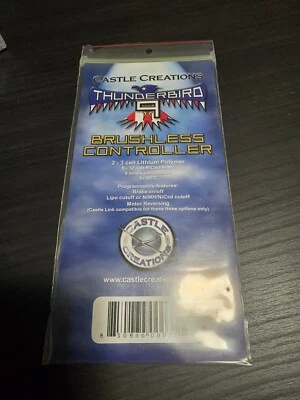 CASTLE CREATIONS
THUNDERBIRD
9
BRUSHLESS
CONTROLLER
2 - 3 cell Lithium Polymer
Programmable features:
Brake on/off
Lipo cutoff or NiMH/NiCad cutoff
Motor Reversing
(Castle Link compatible for these three options only)
CASTLE
CREATIONS
www.castlecreat